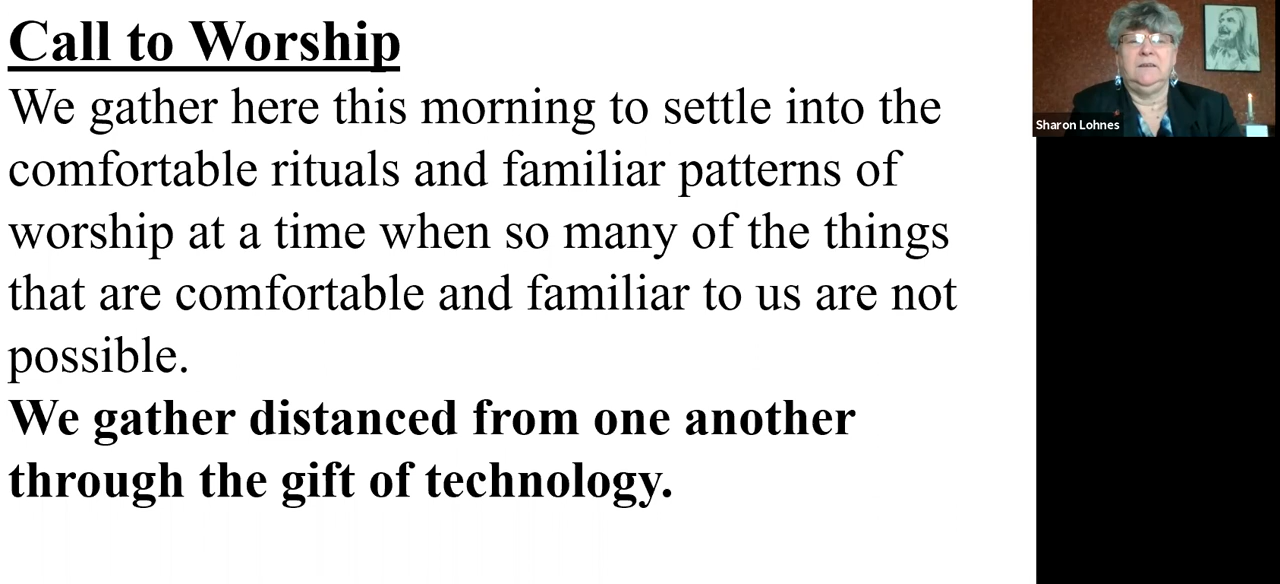 Call to Worship
We gather here this morning to settle into the
comfortable rituals and familiar patterns of
worship at a time when so many of the things
that are comfortable and familiar to us are not
possible.
We gather distanced from one another
through the gift of technology.
Sharon Lohnes